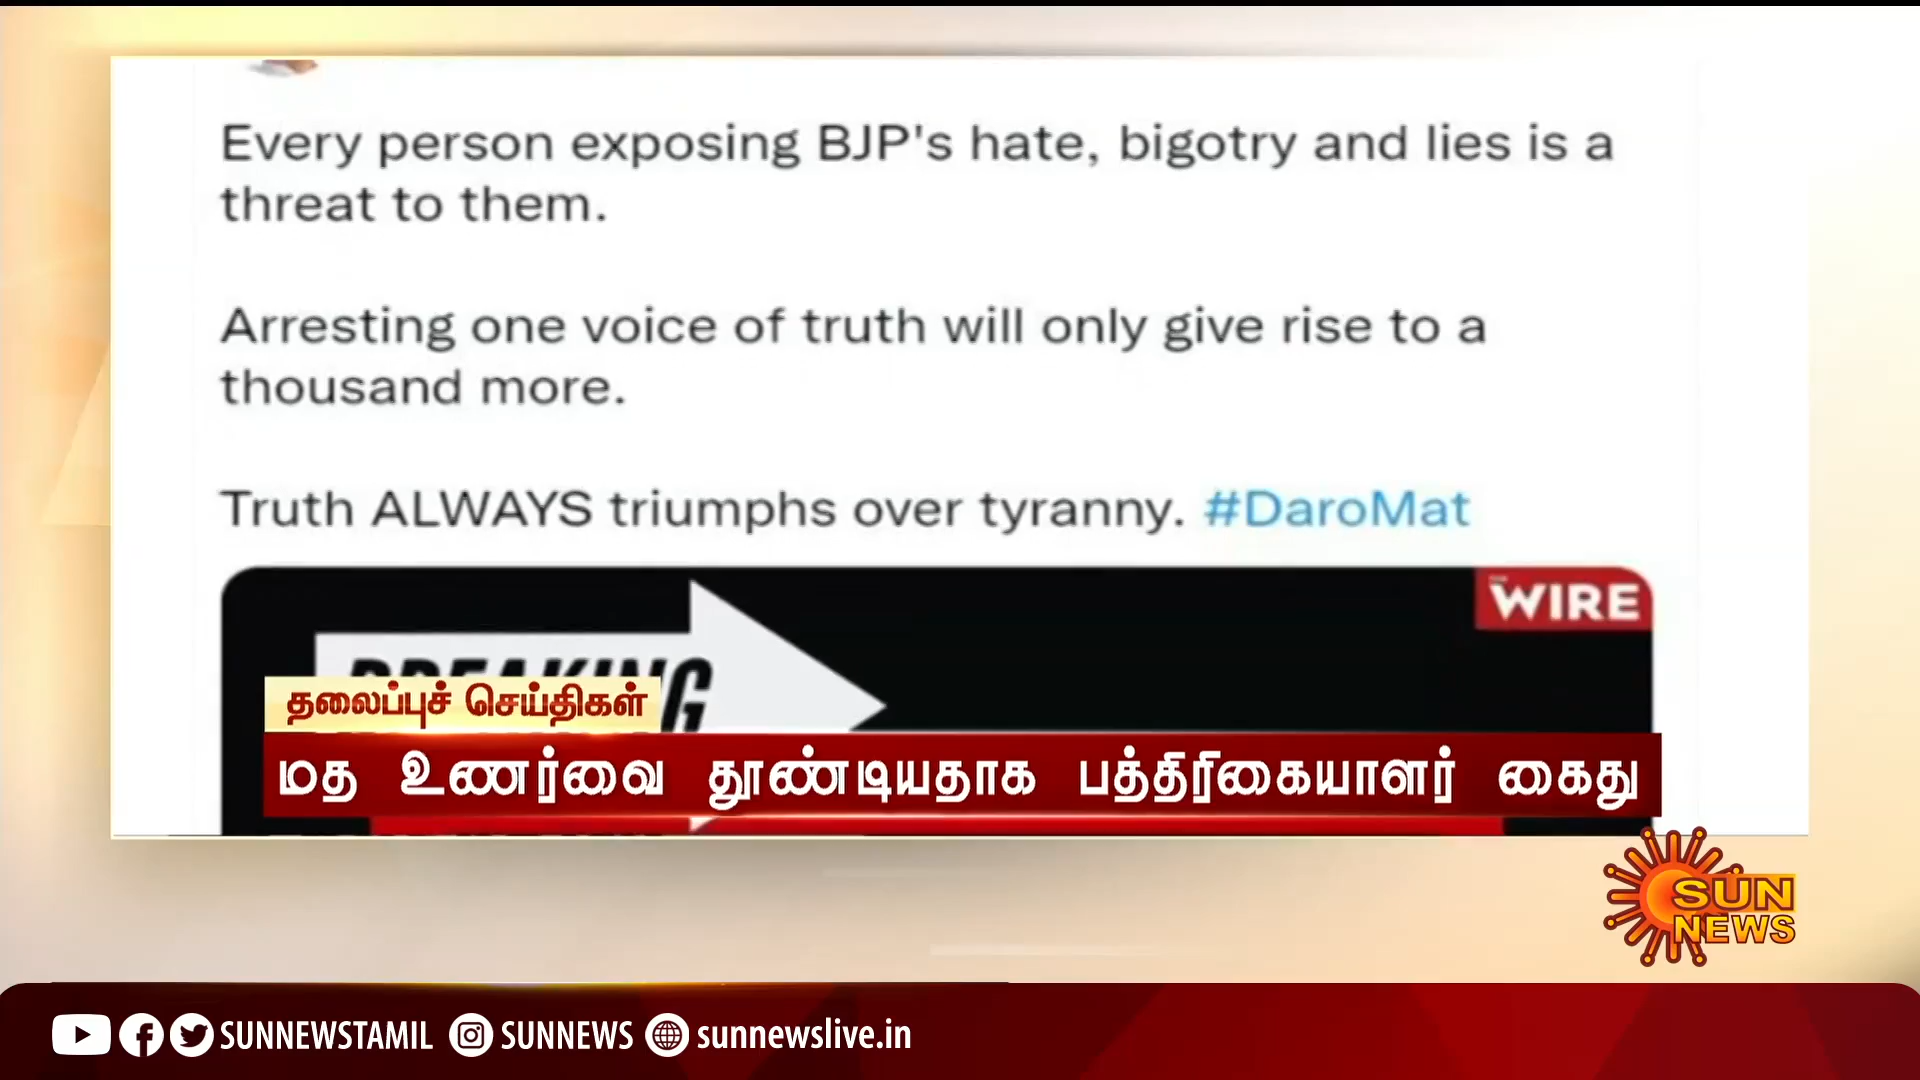 Every person exposing BJP's hate, bigotry and lies is a
threat to them.
Arresting one voice of truth will only give rise to a
thousand more.
Truth ALWAYS triumphs over tyranny. #DaroMat
WIRE
BREAKING
தலைப்புச் செய்திகள்
மத உணர்வை தூண்டியதாக பத்திரிகையாளர் கைது
SUN
NEWS
SUNNEWSTAMIL SUNNEWS sunnewslive.in